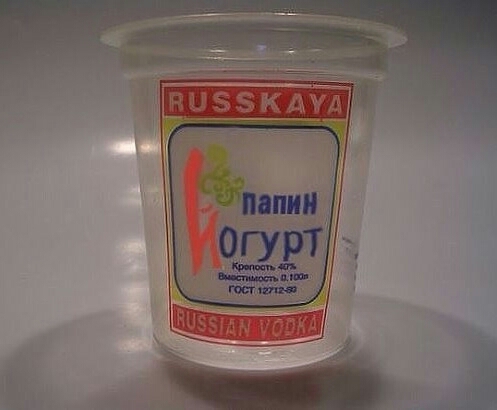 RUSSKAYA
папин
Йогурт
Крепость 40%
Вместимость 0.100л
ГОСТ 12712-80
RUSSIAN VODKA